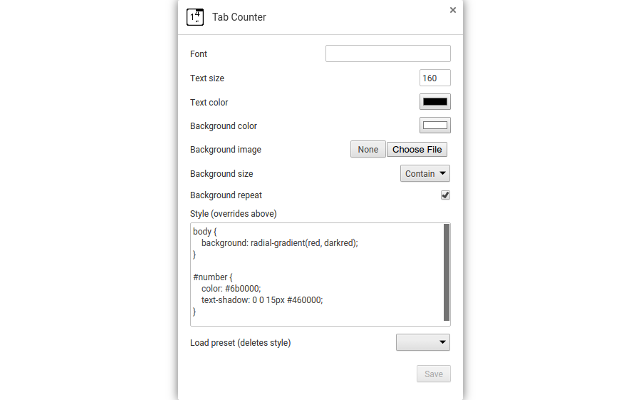 Tab Counter
Font
Text size 160
Text color
Background color
Background image None Choose File
Background size Contain
Background repeat
Style (overrides above)
body {
background: radial-gradient(red, darkred);
}
#number {
color: #6b0000;
text-shadow: 0 0 15px #460000;
}
Load preset (deletes style)
Save